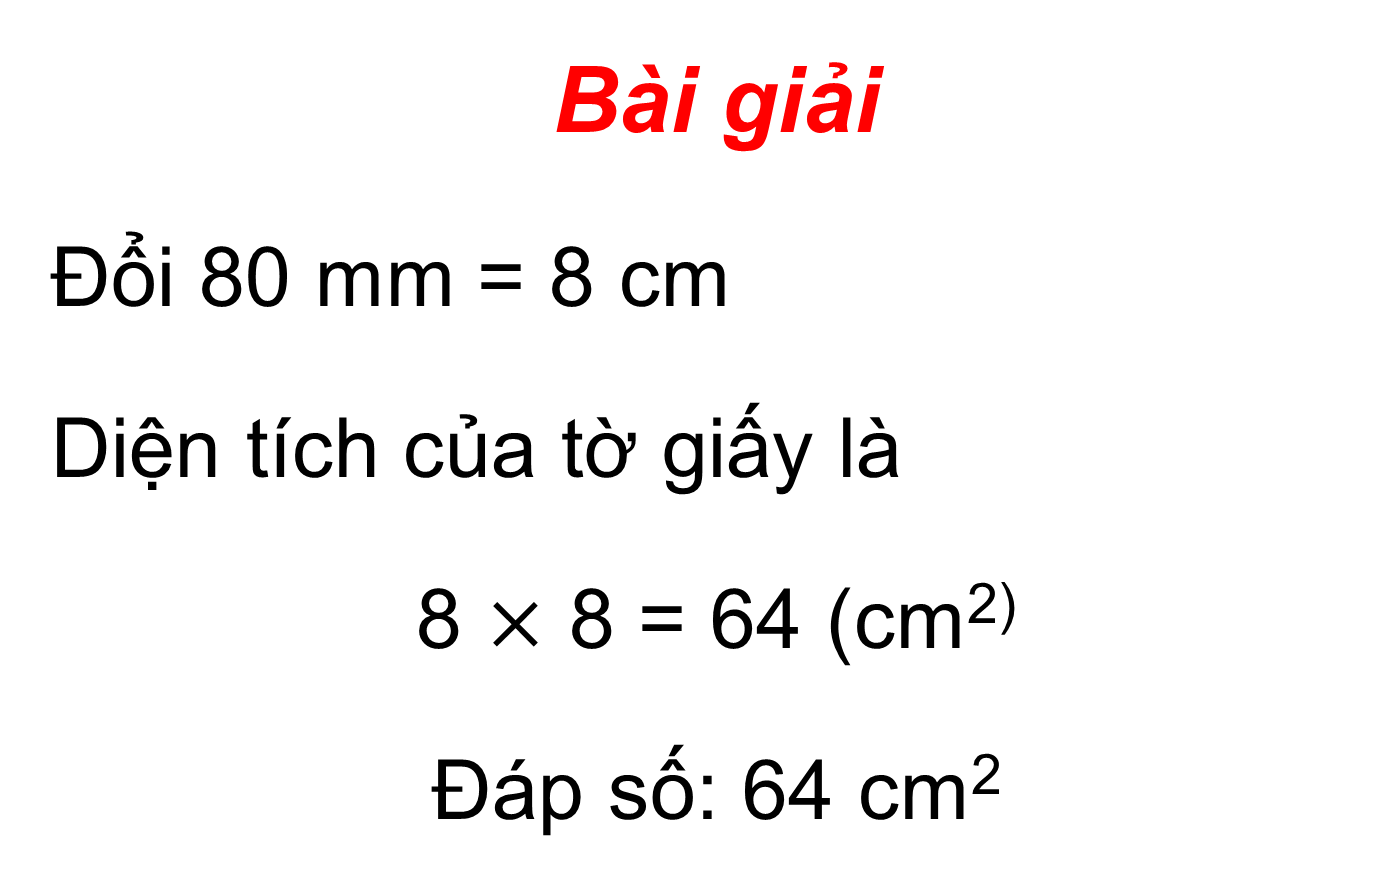 Bài giải
Đổi 80 mm = 8 cm
Diện tích của tờ giấy là
8 × 8 = 64 (cm²⁾
Đáp số: 64 cm²